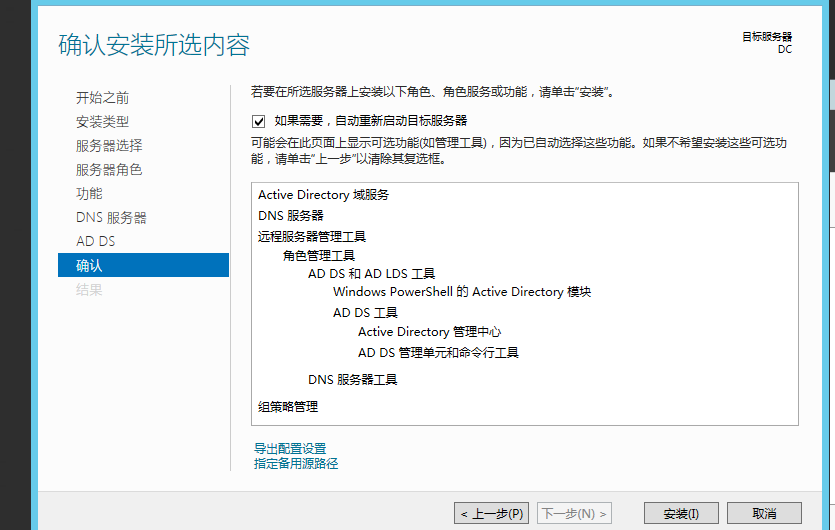 确认安装所选内容
目标服务器
DC
开始之前
安装类型
服务器选择
服务器角色
功能
DNS 服务器
AD DS
确认
结果
若要在所选服务器上安装以下角色、角色服务或功能，请单击“安装”。
如果需要，自动重新启动目标服务器
可能会在此页面上显示可选功能(如管理工具)，因为已自动选择这些功能。如果不希望安装这些可选功
能，请单击“上一步”以清除其复选框。
Active Directory 域服务
DNS 服务器
远程服务器管理工具
角色管理工具
AD DS 和 AD LDS 工具
Windows PowerShell 的 Active Directory 模块
AD DS 工具
Active Directory 管理中心
AD DS 管理单元和命令行工具
DNS 服务器工具
组策略管理
导出配置设置
指定备用源路径
< 上一步(P)
下一步(N) >
安装(I)
取消